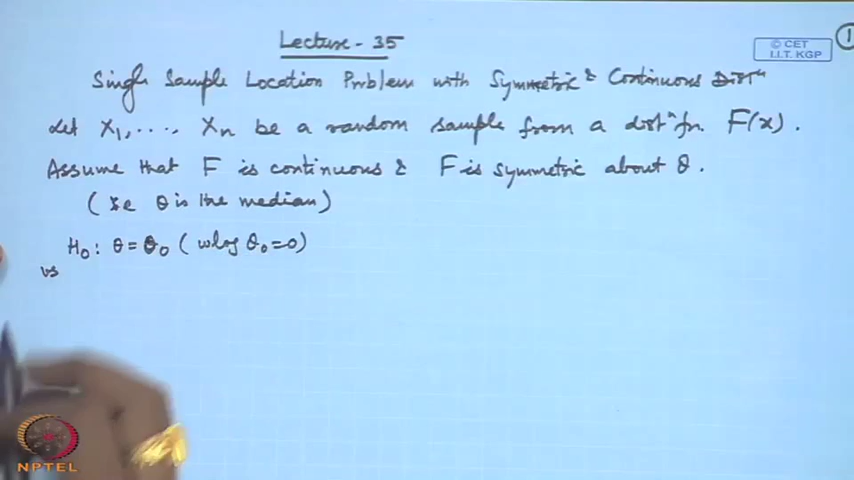 Lecture - 35
1
© CET
I.I.T. KGP
Single Sample Location Problem with Symmetric & Continuous Distⁿ
Let X₁, ..., Xₙ be a random sample from a distⁿ fn. F(x).
Assume that F is continuous & F is symmetric about θ.
(ie θ is the median)
H₀: θ = θ₀ ( wlog θ₀=0)
vs
NPTEL